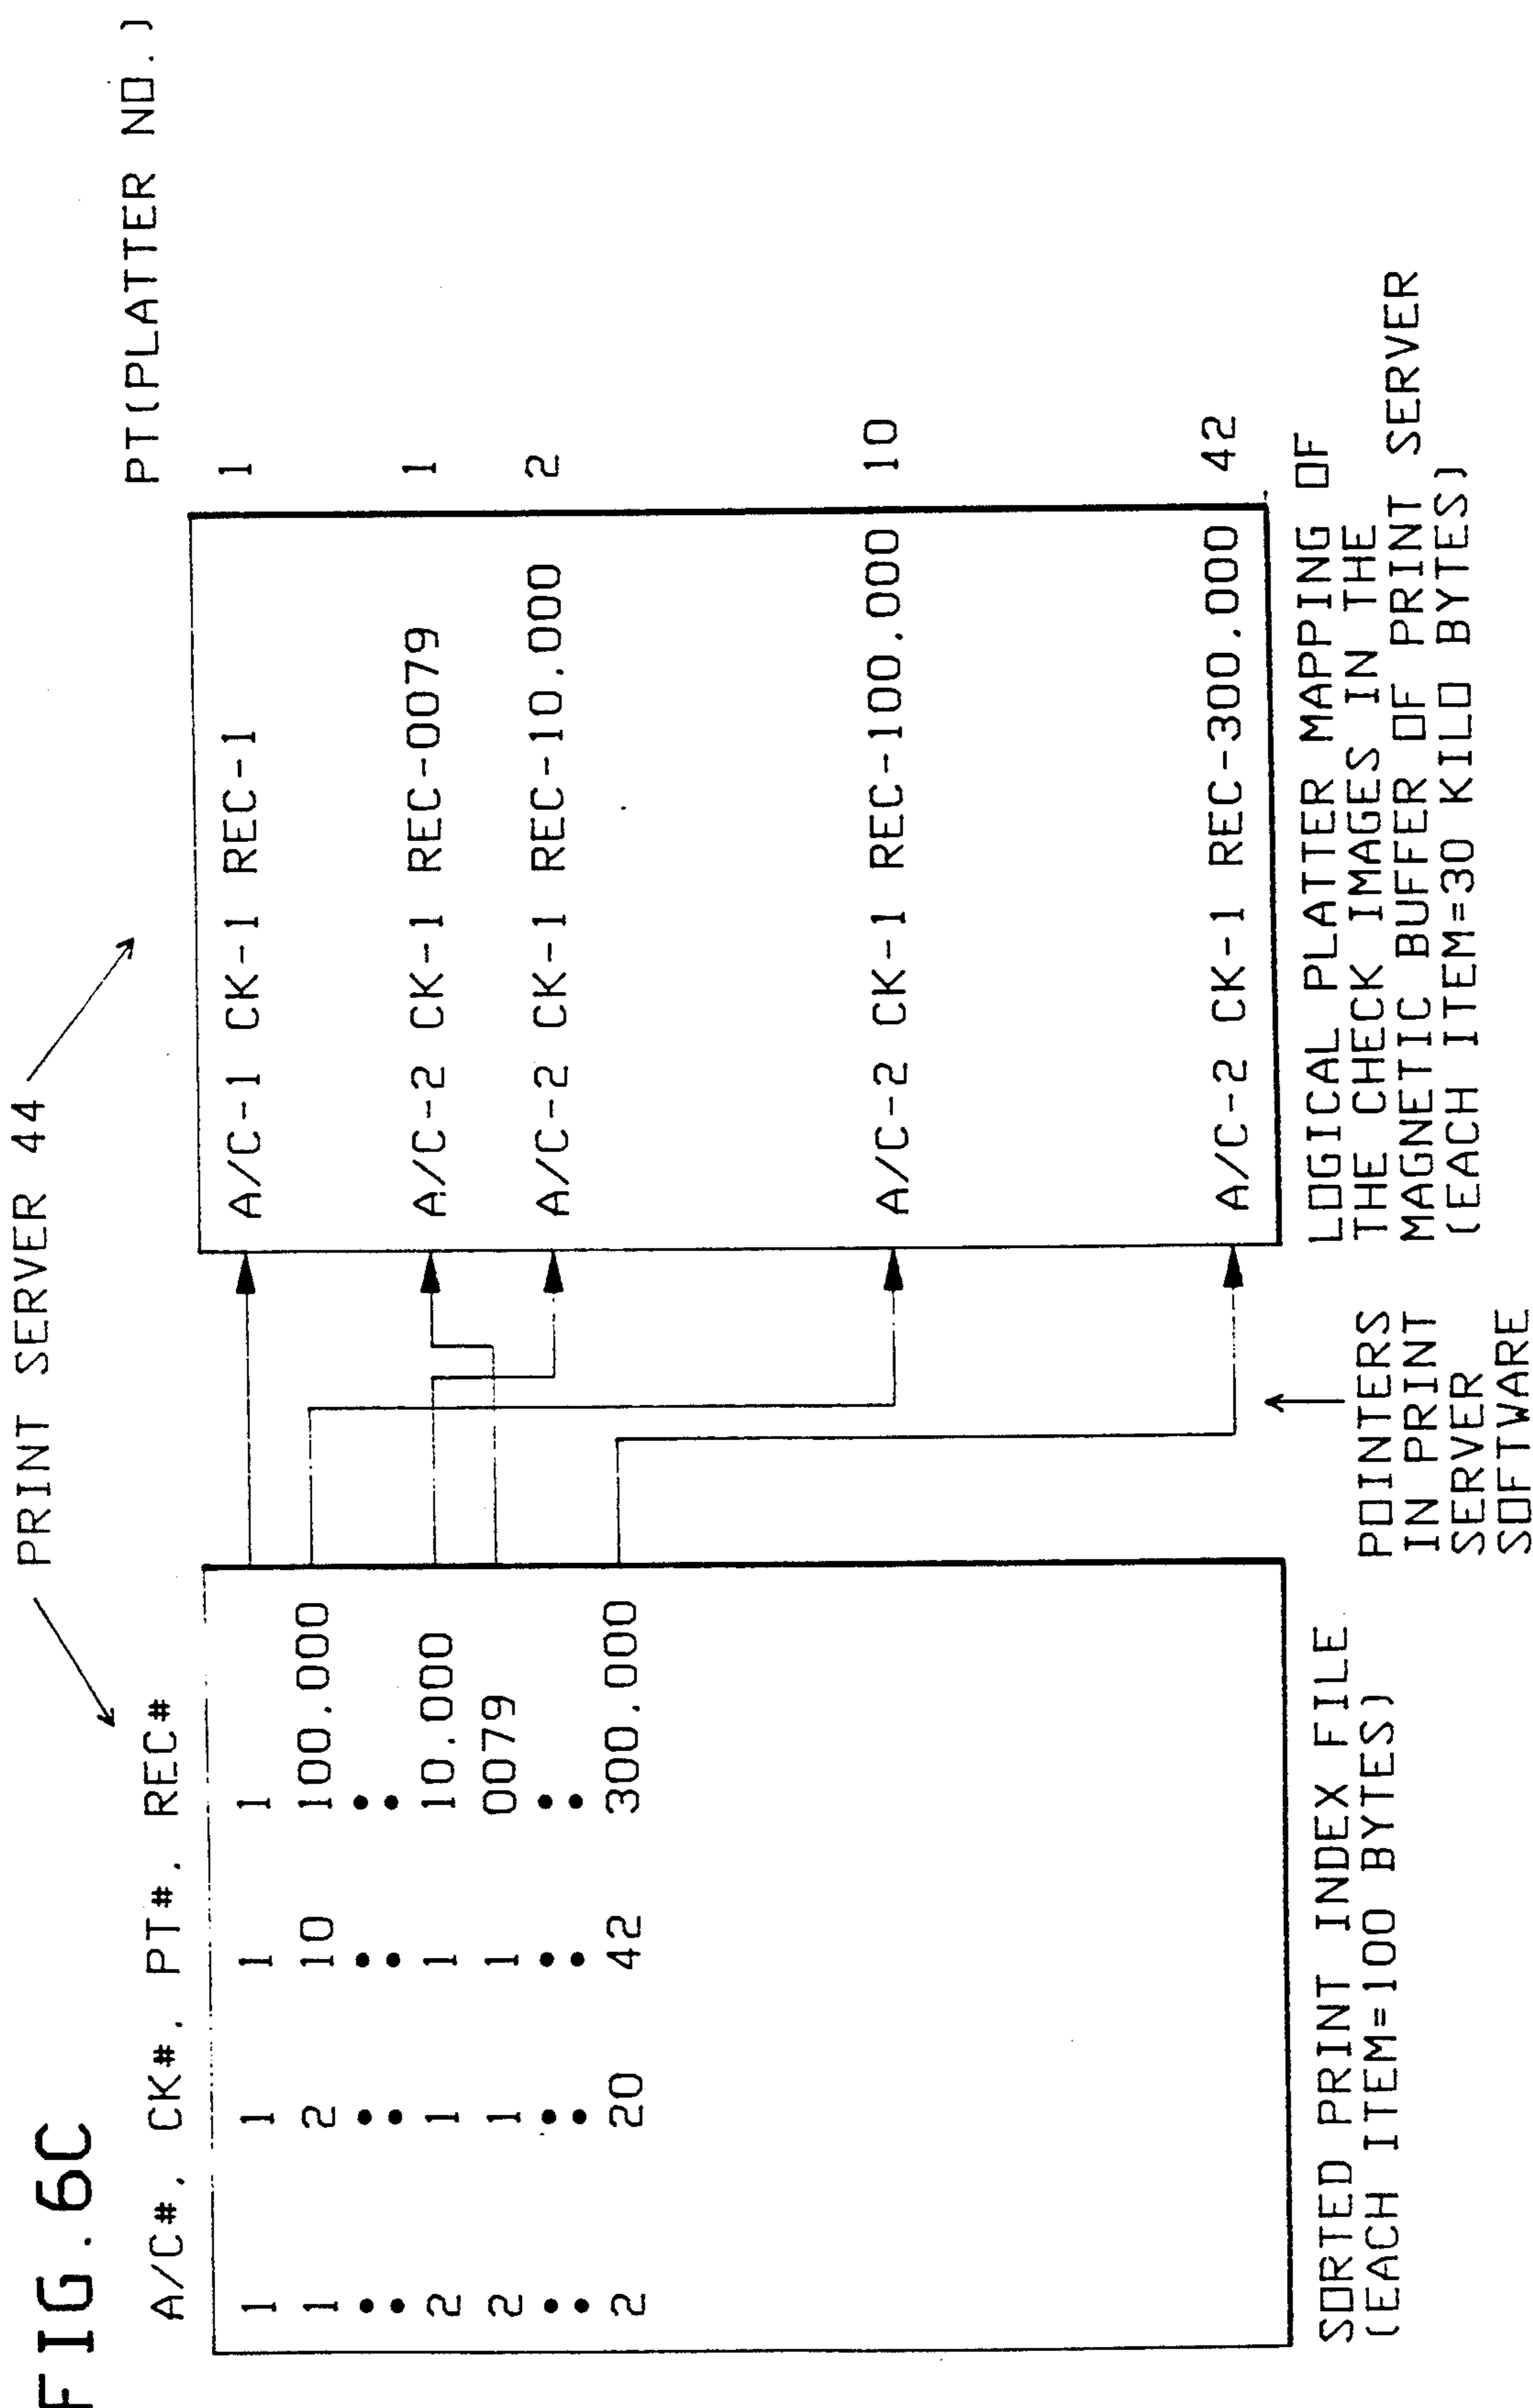 FIG. 6C
PRINT SERVER 44
A/C#, CK#, PT#, REC#
1 1 1 1
1 2 10 100,000
2 1 1 10,000
2 1 1 0079
2 20 42 300,000
SORTED PRINT INDEX FILE
(EACH ITEM=100 BYTES)
POINTERS
IN PRINT
SERVER
SOFTWARE
PT(PLATTER NO.)
A/C-1 CK-1 REC-1 1
A/C-2 CK-1 REC-0079 1
A/C-2 CK-1 REC-10,000 2
A/C-2 CK-1 REC-100,000 10
A/C-2 CK-1 REC-300,000 42
LOGICAL PLATTER MAPPING OF
THE CHECK IMAGES IN THE
MAGNETIC BUFFER OF PRINT SERVER
(EACH ITEM=30 KILO BYTES)